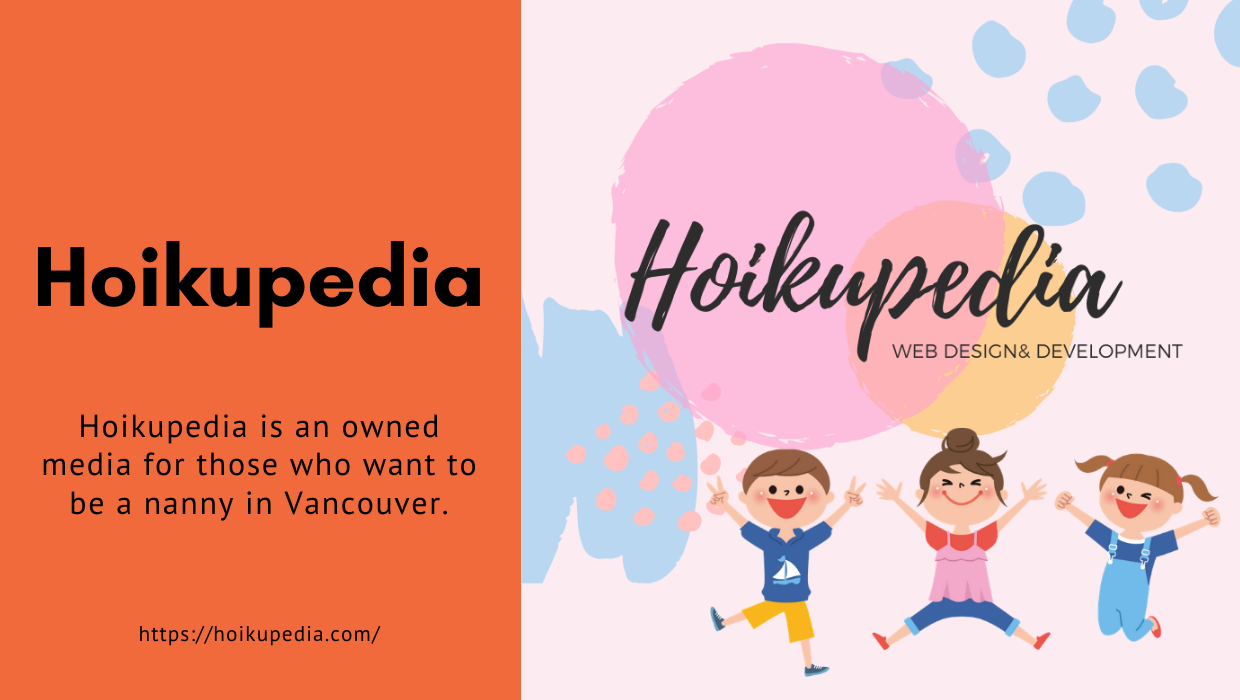 Hoikupedia
Hoikupedia is an owned
media for those who want to
be a nanny in Vancouver.
https://hoikupedia.com/
Hoikupedia
WEB DESIGN& DEVELOPMENT